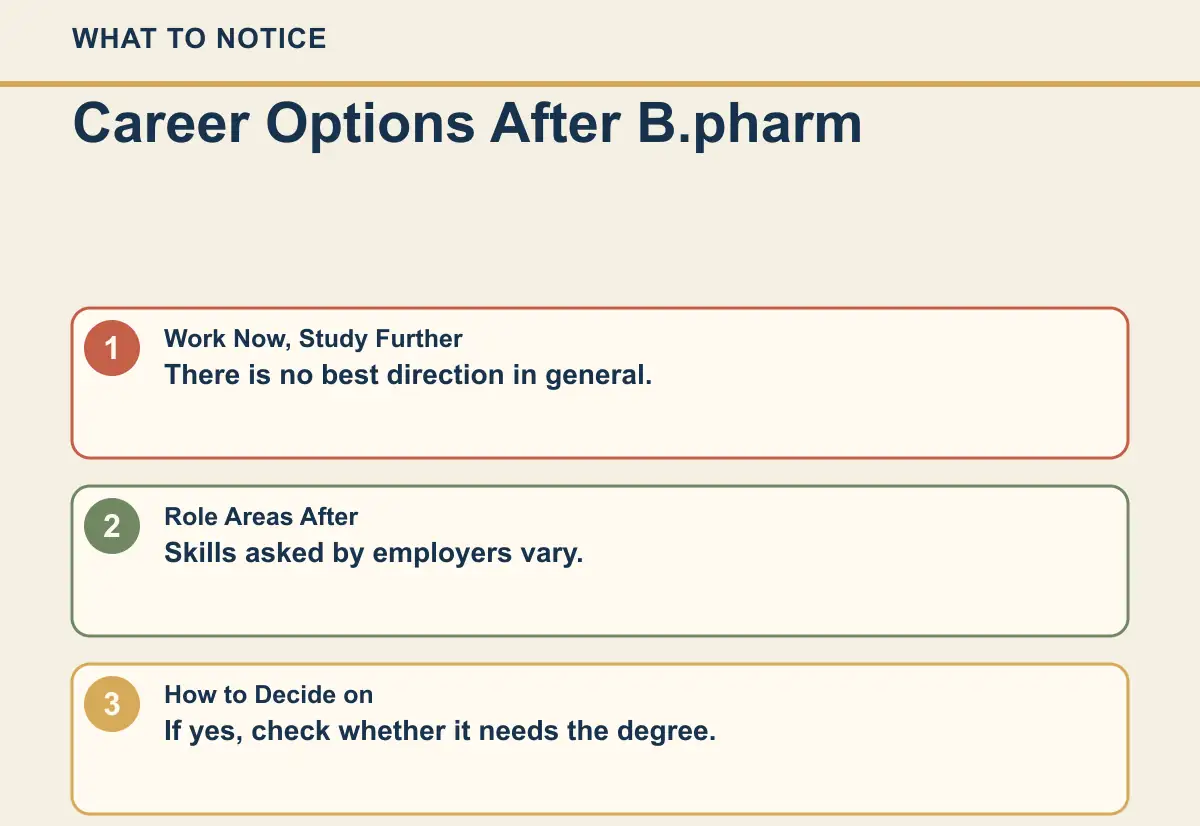 WHAT TO NOTICE
Career Options After B.pharm
1
Work Now, Study Further
There is no best direction in general.
2
Role Areas After
Skills asked by employers vary.
3
How to Decide on
If yes, check whether it needs the degree.